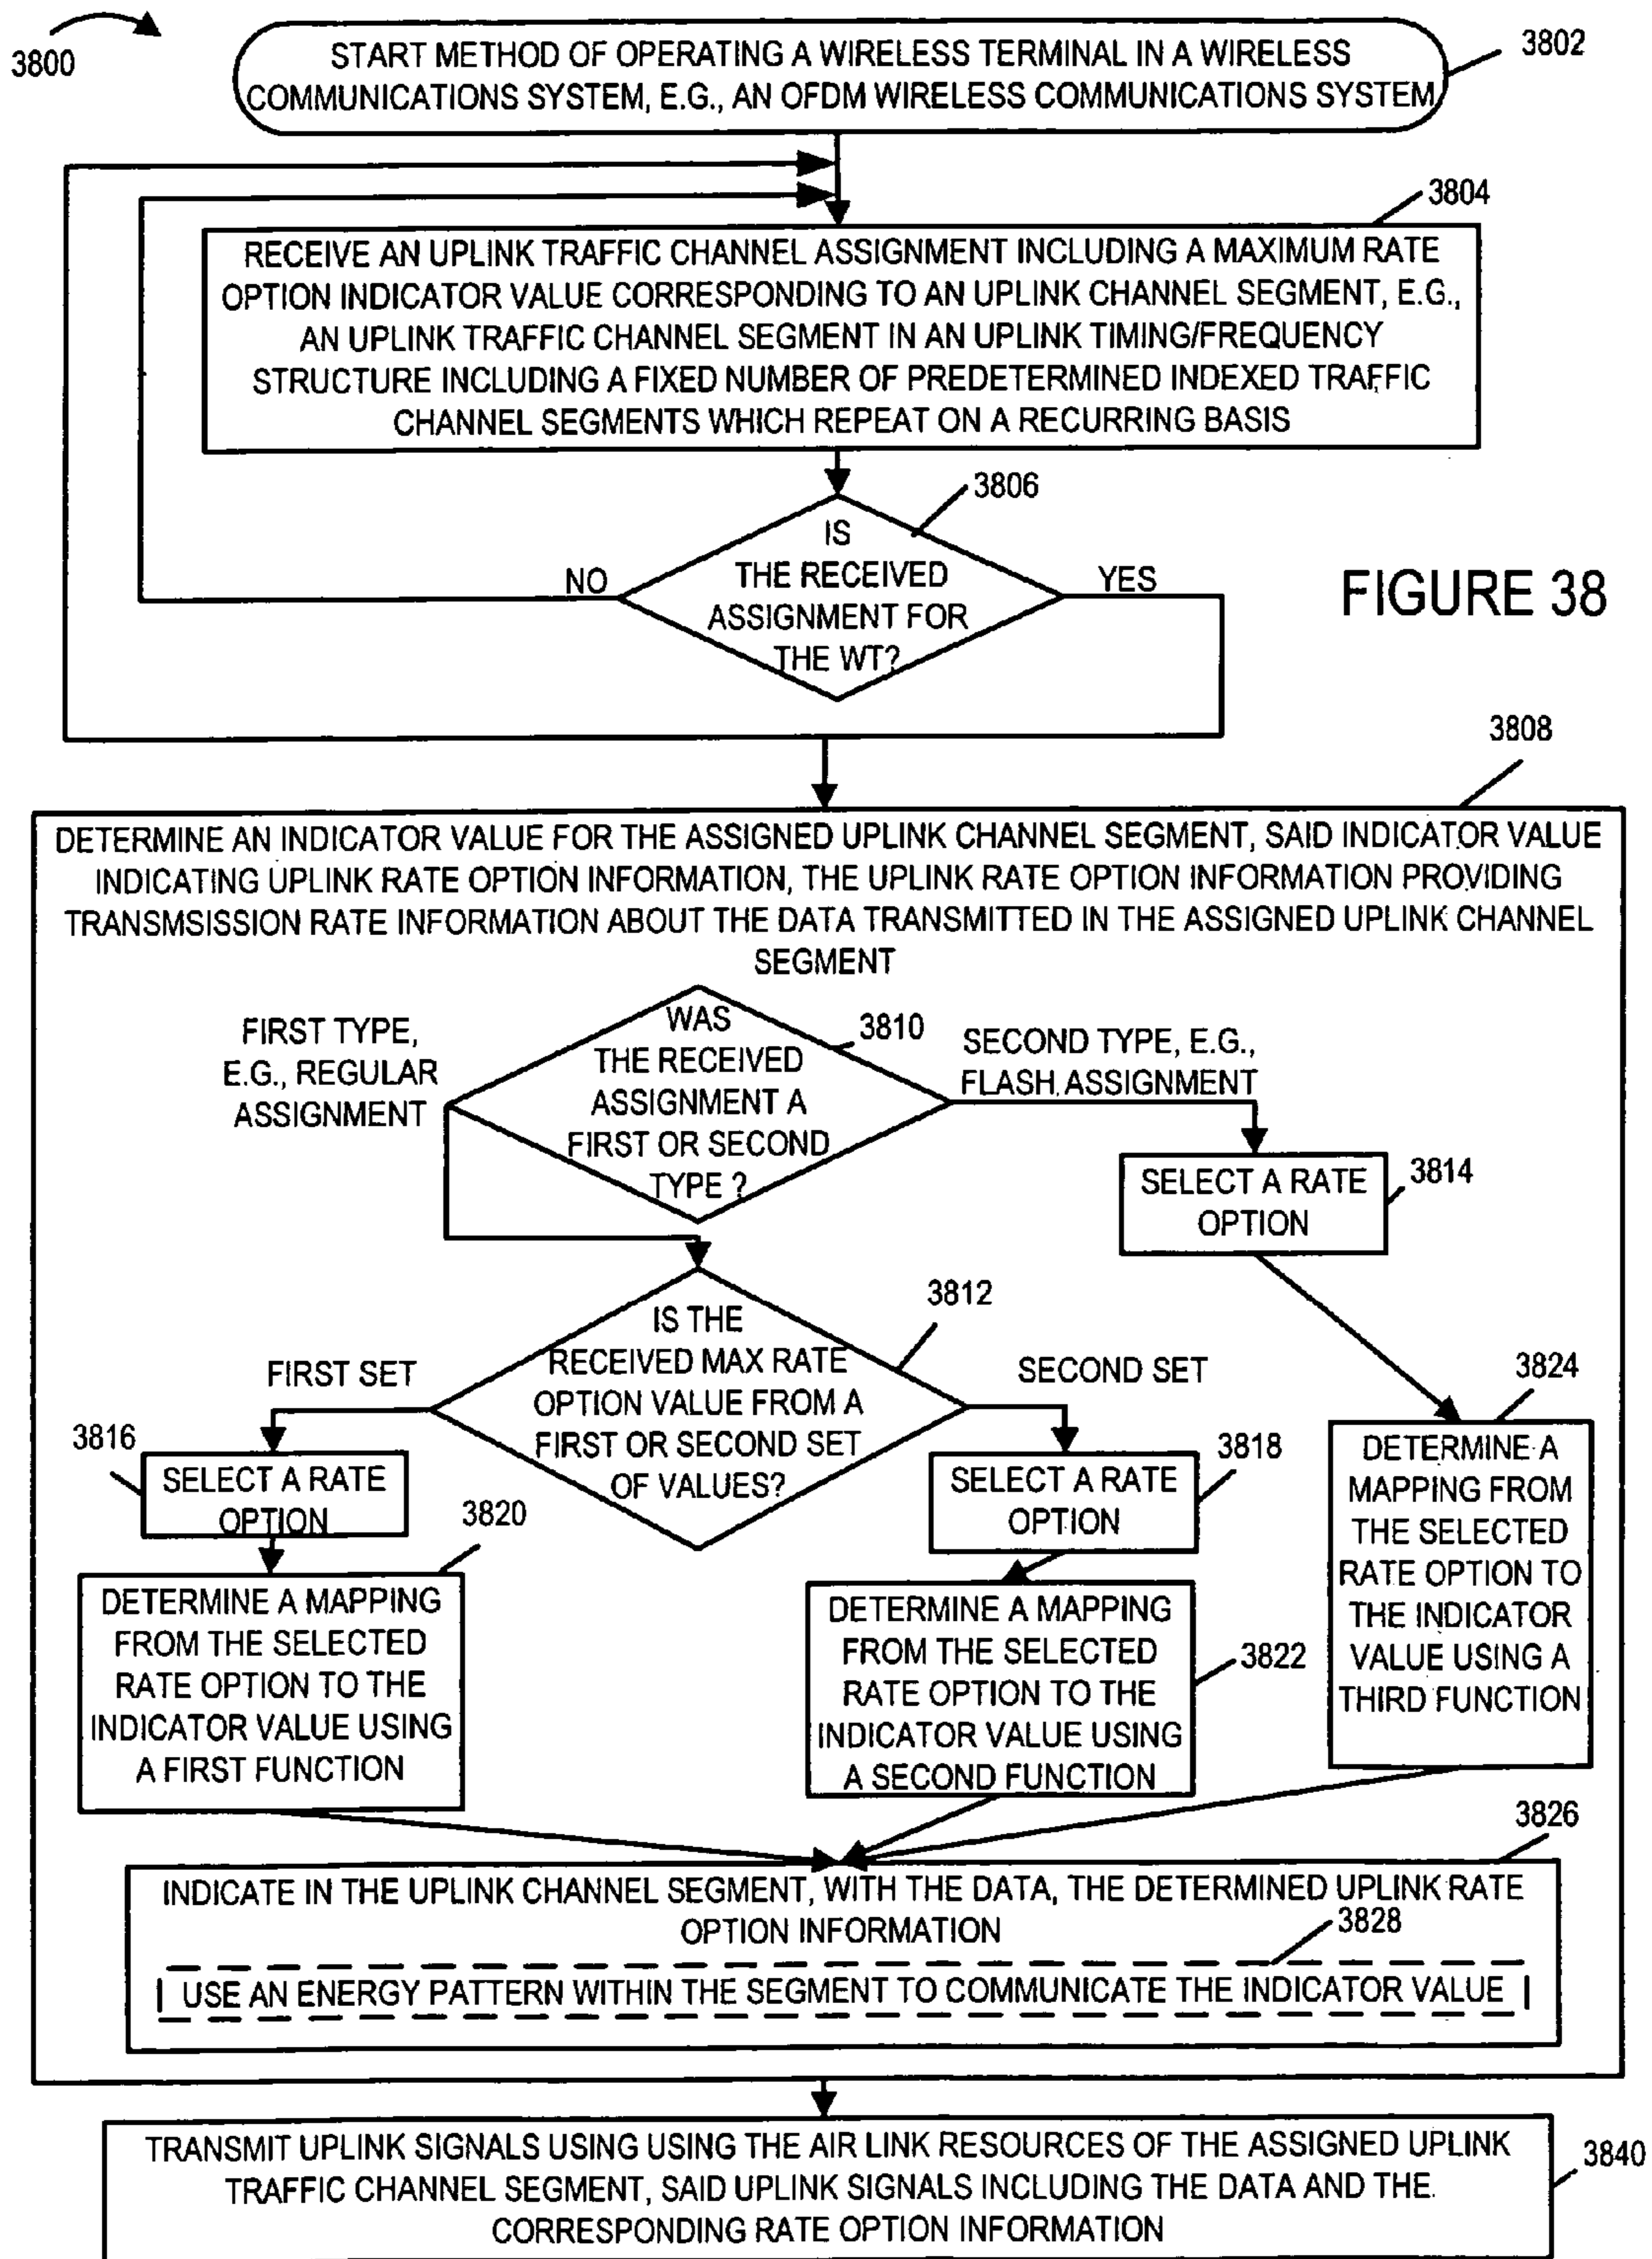 3800
START METHOD OF OPERATING A WIRELESS TERMINAL IN A WIRELESS
COMMUNICATIONS SYSTEM, E.G., AN OFDM WIRELESS COMMUNICATIONS SYSTEM
3802
3804
RECEIVE AN UPLINK TRAFFIC CHANNEL ASSIGNMENT INCLUDING A MAXIMUM RATE
OPTION INDICATOR VALUE CORRESPONDING TO AN UPLINK CHANNEL SEGMENT, E.G.,
AN UPLINK TRAFFIC CHANNEL SEGMENT IN AN UPLINK TIMING/FREQUENCY
STRUCTURE INCLUDING A FIXED NUMBER OF PREDETERMINED INDEXED TRAFFIC
CHANNEL SEGMENTS WHICH REPEAT ON A RECURRING BASIS
3806
IS
THE RECEIVED
ASSIGNMENT FOR
THE WT?
NO
YES
FIGURE 38
3808
DETERMINE AN INDICATOR VALUE FOR THE ASSIGNED UPLINK CHANNEL SEGMENT, SAID INDICATOR VALUE
INDICATING UPLINK RATE OPTION INFORMATION, THE UPLINK RATE OPTION INFORMATION PROVIDING
TRANSMSISSION RATE INFORMATION ABOUT THE DATA TRANSMITTED IN THE ASSIGNED UPLINK CHANNEL
SEGMENT
FIRST TYPE,
E.G., REGULAR
ASSIGNMENT
WAS
THE RECEIVED
ASSIGNMENT A
FIRST OR SECOND
TYPE ?
3810
SECOND TYPE, E.G.,
FLASH ASSIGNMENT
SELECT A RATE
OPTION
3814
IS THE
RECEIVED MAX RATE
OPTION VALUE FROM A
FIRST OR SECOND SET
OF VALUES?
3812
FIRST SET
SECOND SET
3816
SELECT A RATE
OPTION
3820
DETERMINE A MAPPING
FROM THE SELECTED
RATE OPTION TO THE
INDICATOR VALUE USING
A FIRST FUNCTION
SELECT A RATE
OPTION
3818
DETERMINE A MAPPING
FROM THE SELECTED
RATE OPTION TO THE
INDICATOR VALUE USING
A SECOND FUNCTION
3822
3824
DETERMINE A
MAPPING FROM
THE SELECTED
RATE OPTION TO
THE INDICATOR
VALUE USING A
THIRD FUNCTION
3826
INDICATE IN THE UPLINK CHANNEL SEGMENT, WITH THE DATA, THE DETERMINED UPLINK RATE
OPTION INFORMATION
3828
USE AN ENERGY PATTERN WITHIN THE SEGMENT TO COMMUNICATE THE INDICATOR VALUE
TRANSMIT UPLINK SIGNALS USING USING THE AIR LINK RESOURCES OF THE ASSIGNED UPLINK
TRAFFIC CHANNEL SEGMENT, SAID UPLINK SIGNALS INCLUDING THE DATA AND THE
CORRESPONDING RATE OPTION INFORMATION
3840